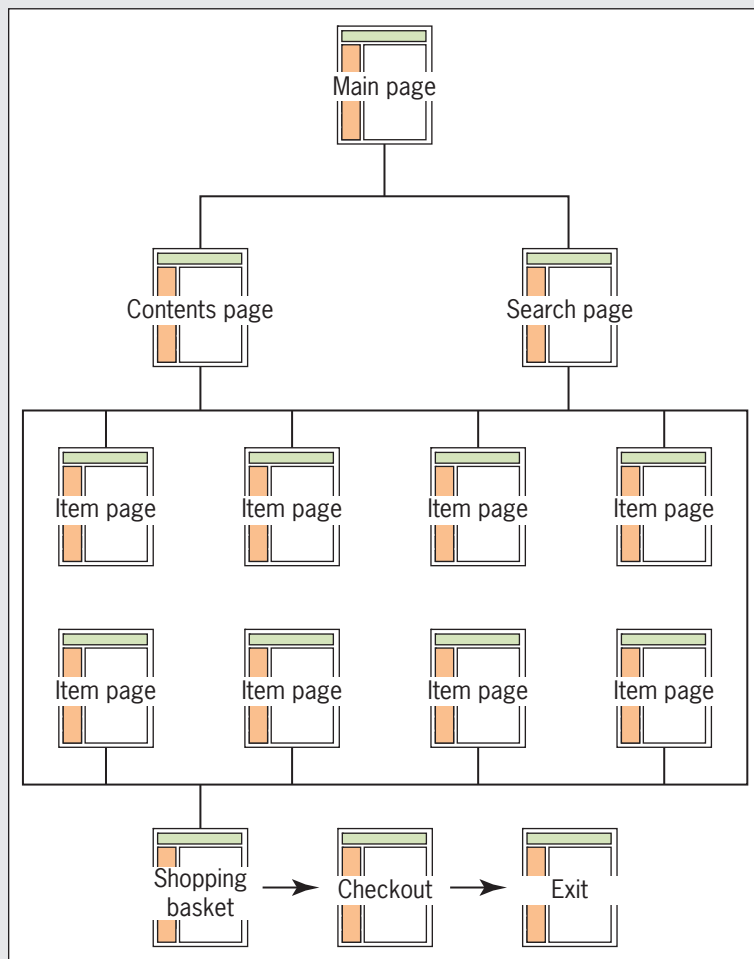 Main page
Contents page
Search page
Item page
Item page
Item page
Item page
Item page
Item page
Item page
Item page
Shopping
basket
Checkout
Exit